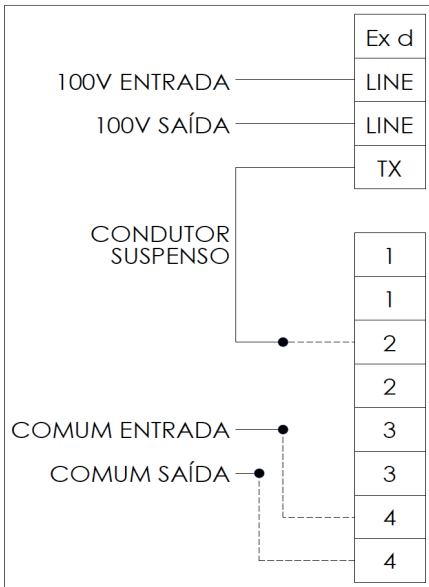 Ex d
100V ENTRADA LINE
100V SAÍDA LINE
TX
CONDUTOR
SUSPENSO
1
1
2
2
COMUM ENTRADA 3
COMUM SAÍDA 3
4
4